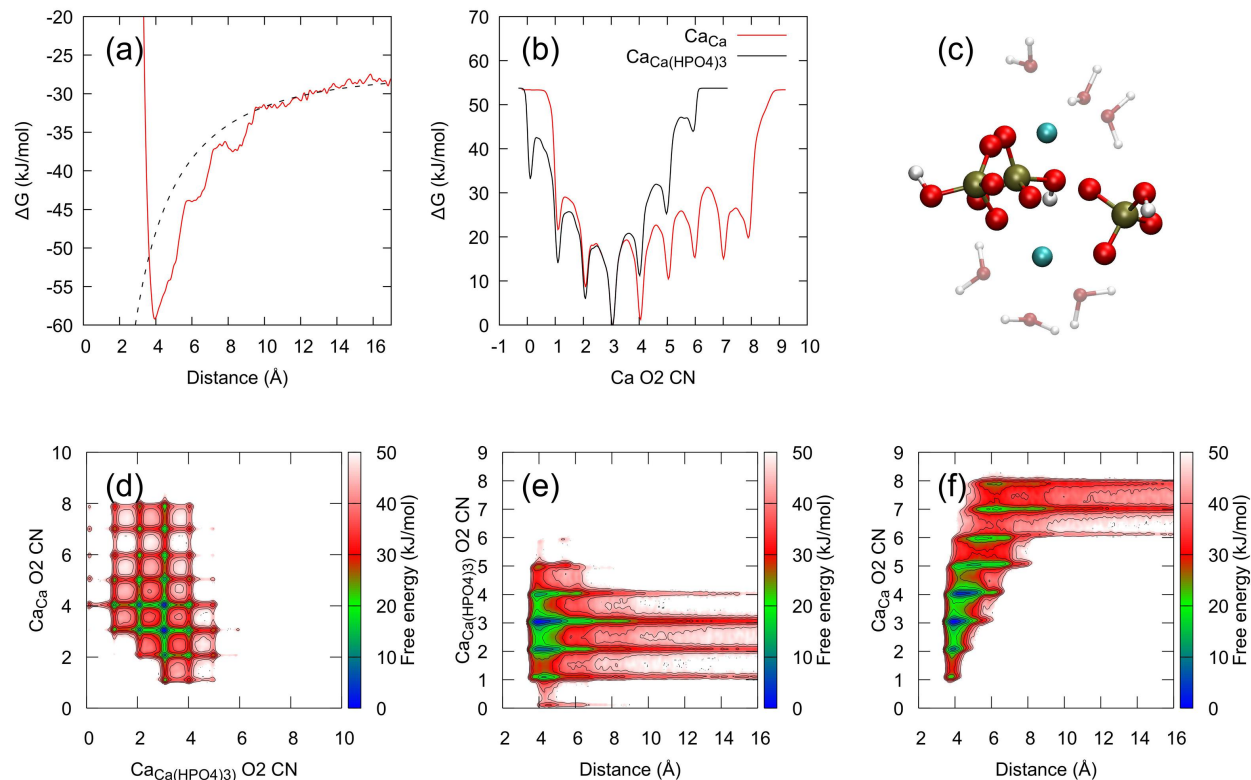 (a)
-20
-25
-30
-35
-40
-45
-50
-55
-60
ΔG (kJ/mol)
0 2 4 6 8 10 12 14 16
Distance (Å)
(b)
70
60
50
40
30
20
10
0
ΔG (kJ/mol)
Ca_Ca
Ca_Ca(HPO4)3
0 1 2 3 4 5 6 7 8 9 10
Ca O2 CN
(c)
(d)
10
8
6
4
2
0
Ca_Ca O2 CN
0 2 4 6 8 10
Ca_Ca(HPO4)3 O2 CN
50
40
30
20
10
0
Free energy (kJ/mol)
(e)
9
8
7
6
5
4
3
2
1
0
Ca_Ca(HPO4)3 O2 CN
2 4 6 8 10 12 14 16
Distance (Å)
50
40
30
20
10
0
Free energy (kJ/mol)
(f)
9
8
7
6
5
4
3
2
1
0
Ca_Ca O2 CN
2 4 6 8 10 12 14 16
Distance (Å)
50
40
30
20
10
0
Free energy (kJ/mol)